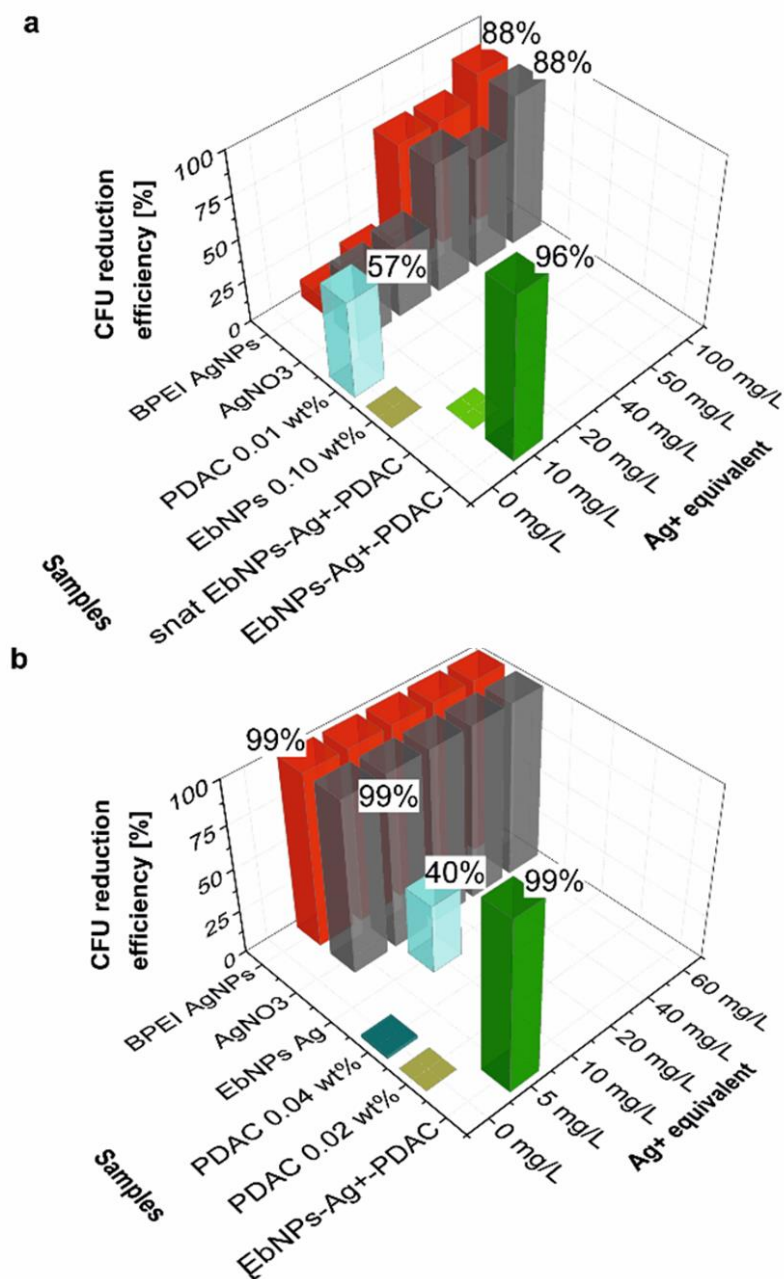 a
88%
88%
57%
96%
CFU reduction
efficiency [%]
100
75
50
25
0
BPEI AgNPs
AgNO3
PDAC 0.01 wt%
EbNPs 0.10 wt%
snat EbNPs-Ag+-PDAC
EbNPs-Ag+-PDAC
Samples
100 mg/L
50 mg/L
40 mg/L
20 mg/L
10 mg/L
0 mg/L
Ag+ equivalent
b
99%
99%
40%
99%
CFU reduction
efficiency [%]
100
75
50
25
0
BPEI AgNPs
AgNO3
EbNPs Ag
PDAC 0.04 wt%
PDAC 0.02 wt%
EbNPs-Ag+-PDAC
Samples
60 mg/L
40 mg/L
20 mg/L
10 mg/L
5 mg/L
0 mg/L
Ag+ equivalent